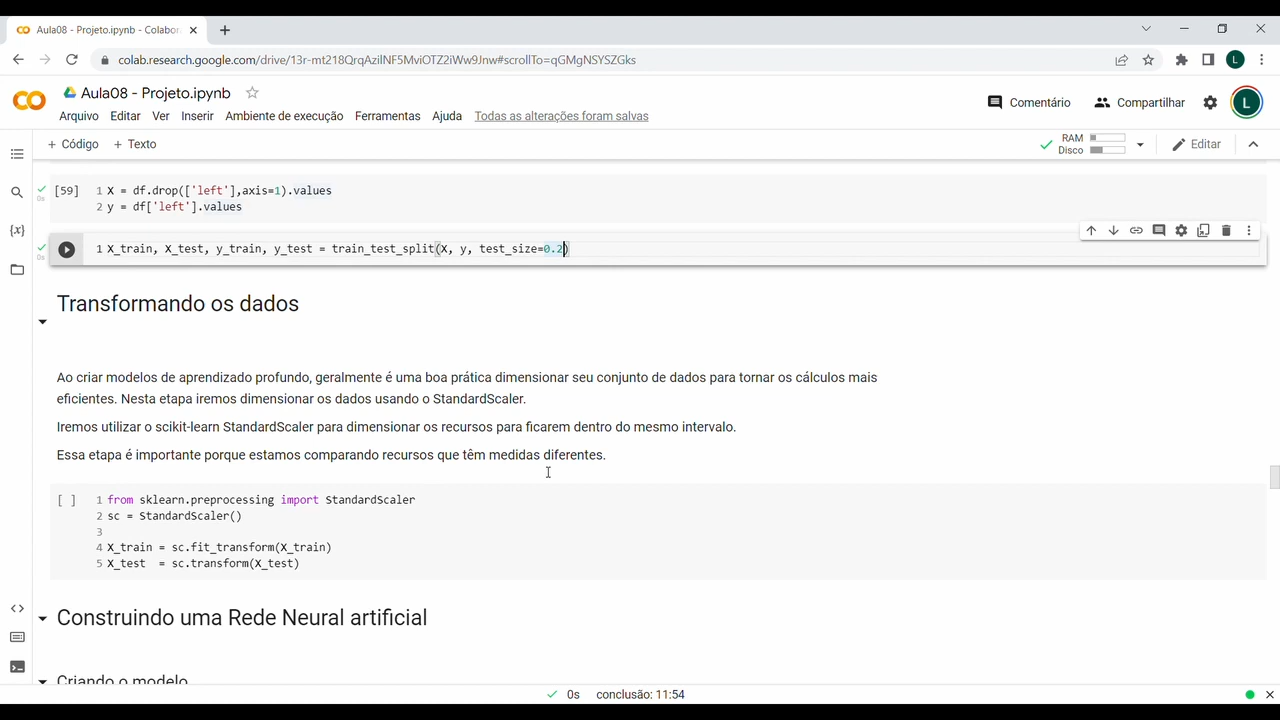 Aula08 - Projeto.ipynb - Colabor
colab.research.google.com/drive/13r-mt218QrqAzilNF5MviOTZ2iWw9Jnw#scrollTo=qGMgNSYSZGks
L
Aula08 - Projeto.ipynb
Comentário
Compartilhar
L
Arquivo Editar Ver Inserir Ambiente de execução Ferramentas Ajuda Todas as alterações foram salvas
+ Código + Texto
RAM
Disco
Editar
{x}
[59]
0s
1 X = df.drop(['left'],axis=1).values
2 y = df['left'].values
0s
1 X_train, X_test, y_train, y_test = train_test_split(X, y, test_size=0.2)
Transformando os dados
Ao criar modelos de aprendizado profundo, geralmente é uma boa prática dimensionar seu conjunto de dados para tornar os cálculos mais
eficientes. Nesta etapa iremos dimensionar os dados usando o StandardScaler.
Iremos utilizar o scikit-learn StandardScaler para dimensionar os recursos para ficarem dentro do mesmo intervalo.
Essa etapa é importante porque estamos comparando recursos que têm medidas diferentes.
[ ]
1 from sklearn.preprocessing import StandardScaler
2 sc = StandardScaler()
3
4 X_train = sc.fit_transform(X_train)
5 X_test  = sc.transform(X_test)
Construindo uma Rede Neural artificial
Criando o modelo
0s conclusão: 11:54